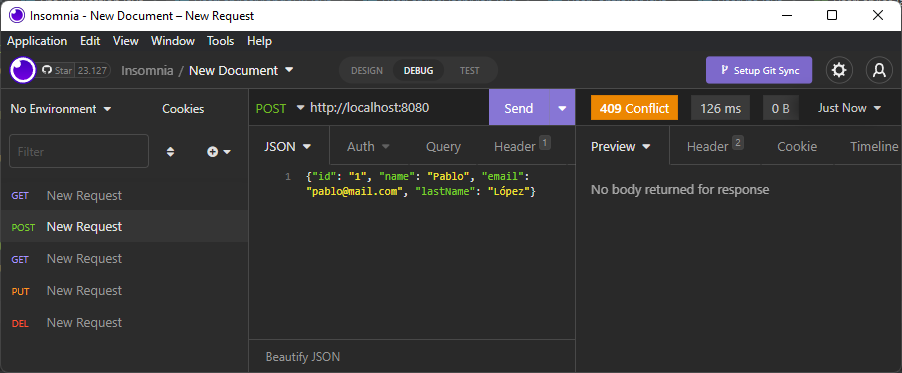 Insomnia - New Document – New Request
Application Edit View Window Tools Help
Star 23.127 Insomnia / New Document DESIGN DEBUG TEST Setup Git Sync
No Environment Cookies
Filter
GET New Request
POST New Request
GET New Request
PUT New Request
DEL New Request
POST http://localhost:8080 Send
JSON Auth Query Header 1
1 {"id": "1", "name": "Pablo", "email":
"pablo@mail.com", "lastName": "López"}
Beautify JSON
409 Conflict 126 ms 0 B Just Now
Preview Header 2 Cookie Timeline
No body returned for response